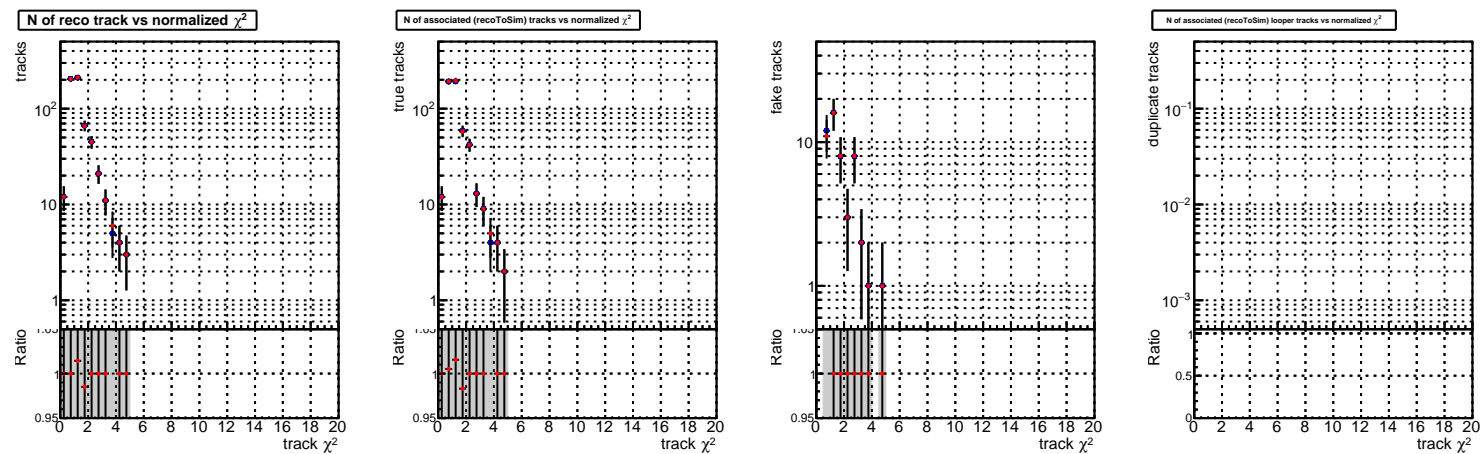 N of reco track vs normalized χ²
tracks
10²
10
1
Ratio
1.05
1
0.95
0 2 4 6 8 10 12 14 16 18 20
track χ²
N of associated (recoToSim) tracks vs normalized χ²
true tracks
10²
10
1
Ratio
1.05
1
0.95
0 2 4 6 8 10 12 14 16 18 20
track χ²
fake tracks
10
1
Ratio
1.05
1
0.95
0 2 4 6 8 10 12 14 16 18 20
track χ²
N of associated (recoToSim) looper tracks vs normalized χ²
duplicate tracks
10⁻¹
10⁻²
10⁻³
Ratio
1
0.5
0
0 2 4 6 8 10 12 14 16 18 20
track χ²